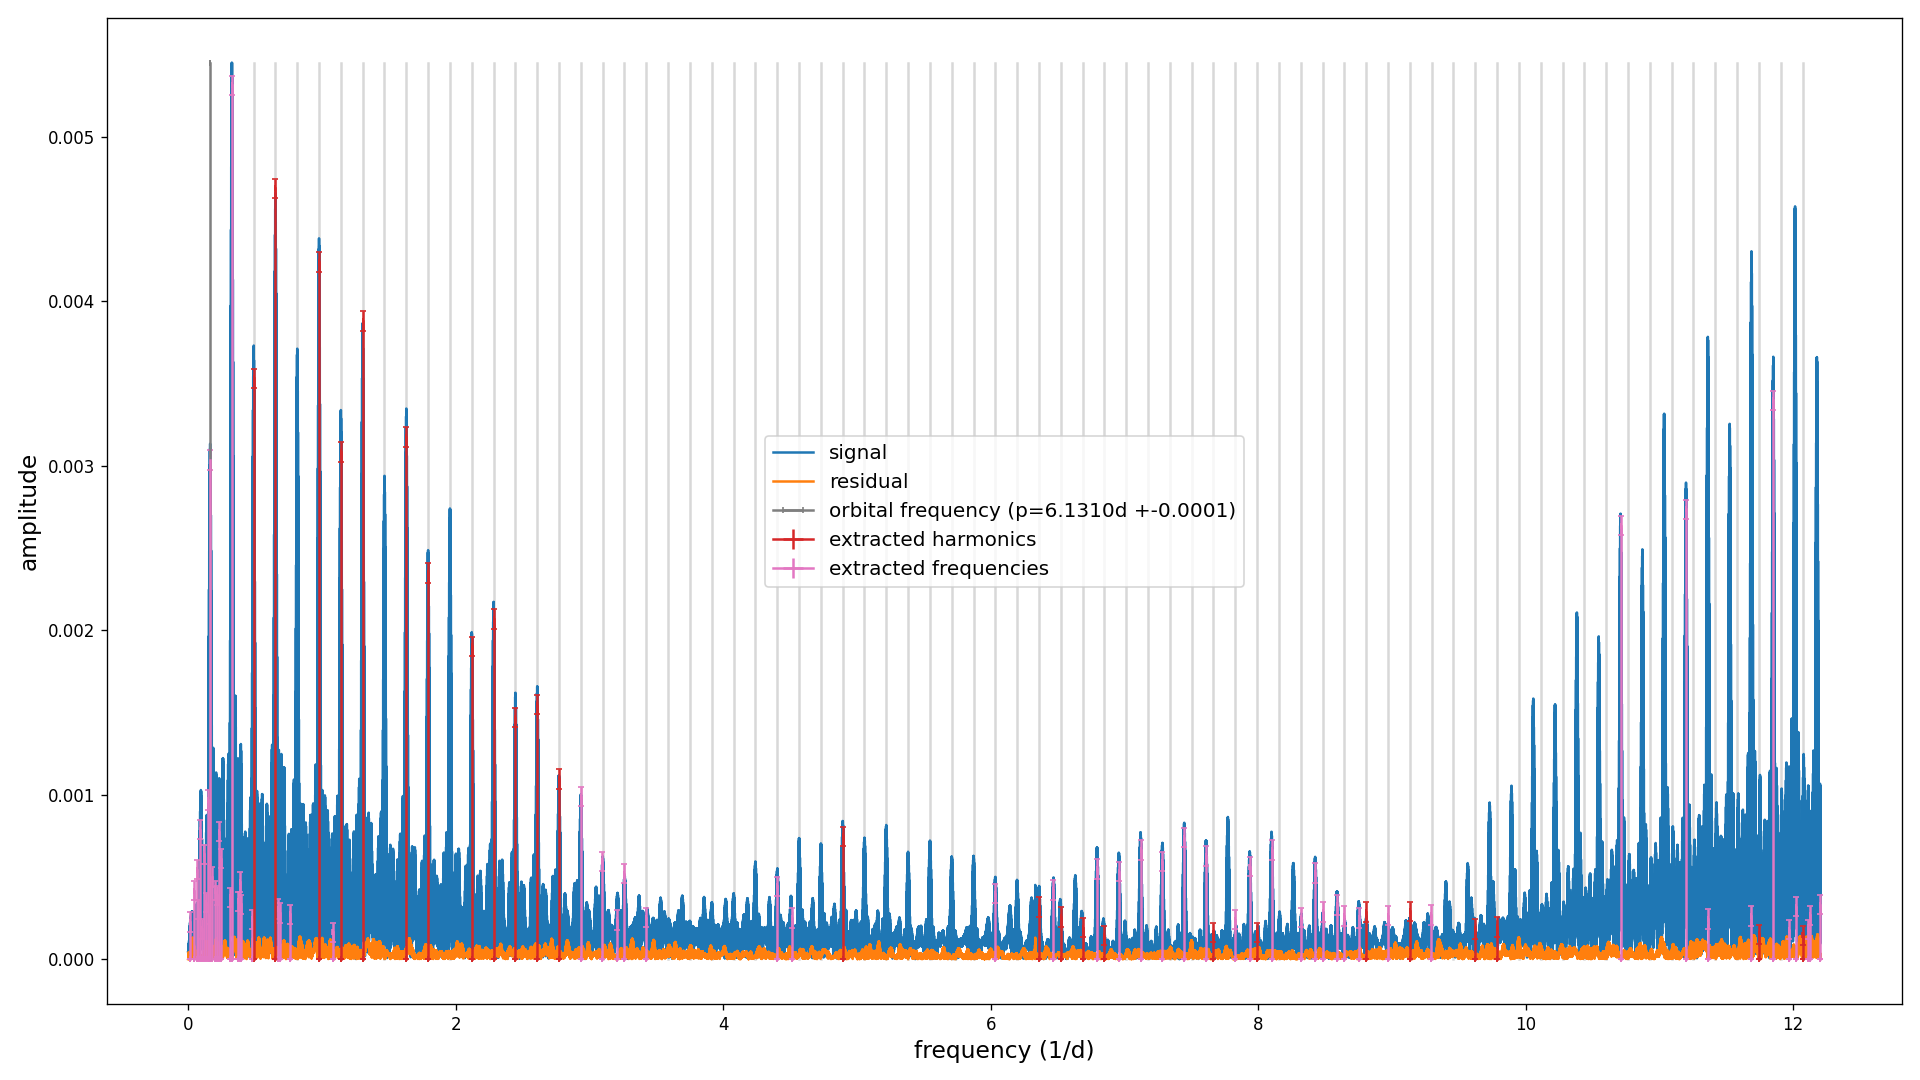 0.005
0.004
0.003
0.002
0.001
0.000
amplitude
signal
residual
orbital frequency (p=6.1310d +-0.0001)
extracted harmonics
extracted frequencies
0
2
4
6
8
10
12
frequency (1/d)